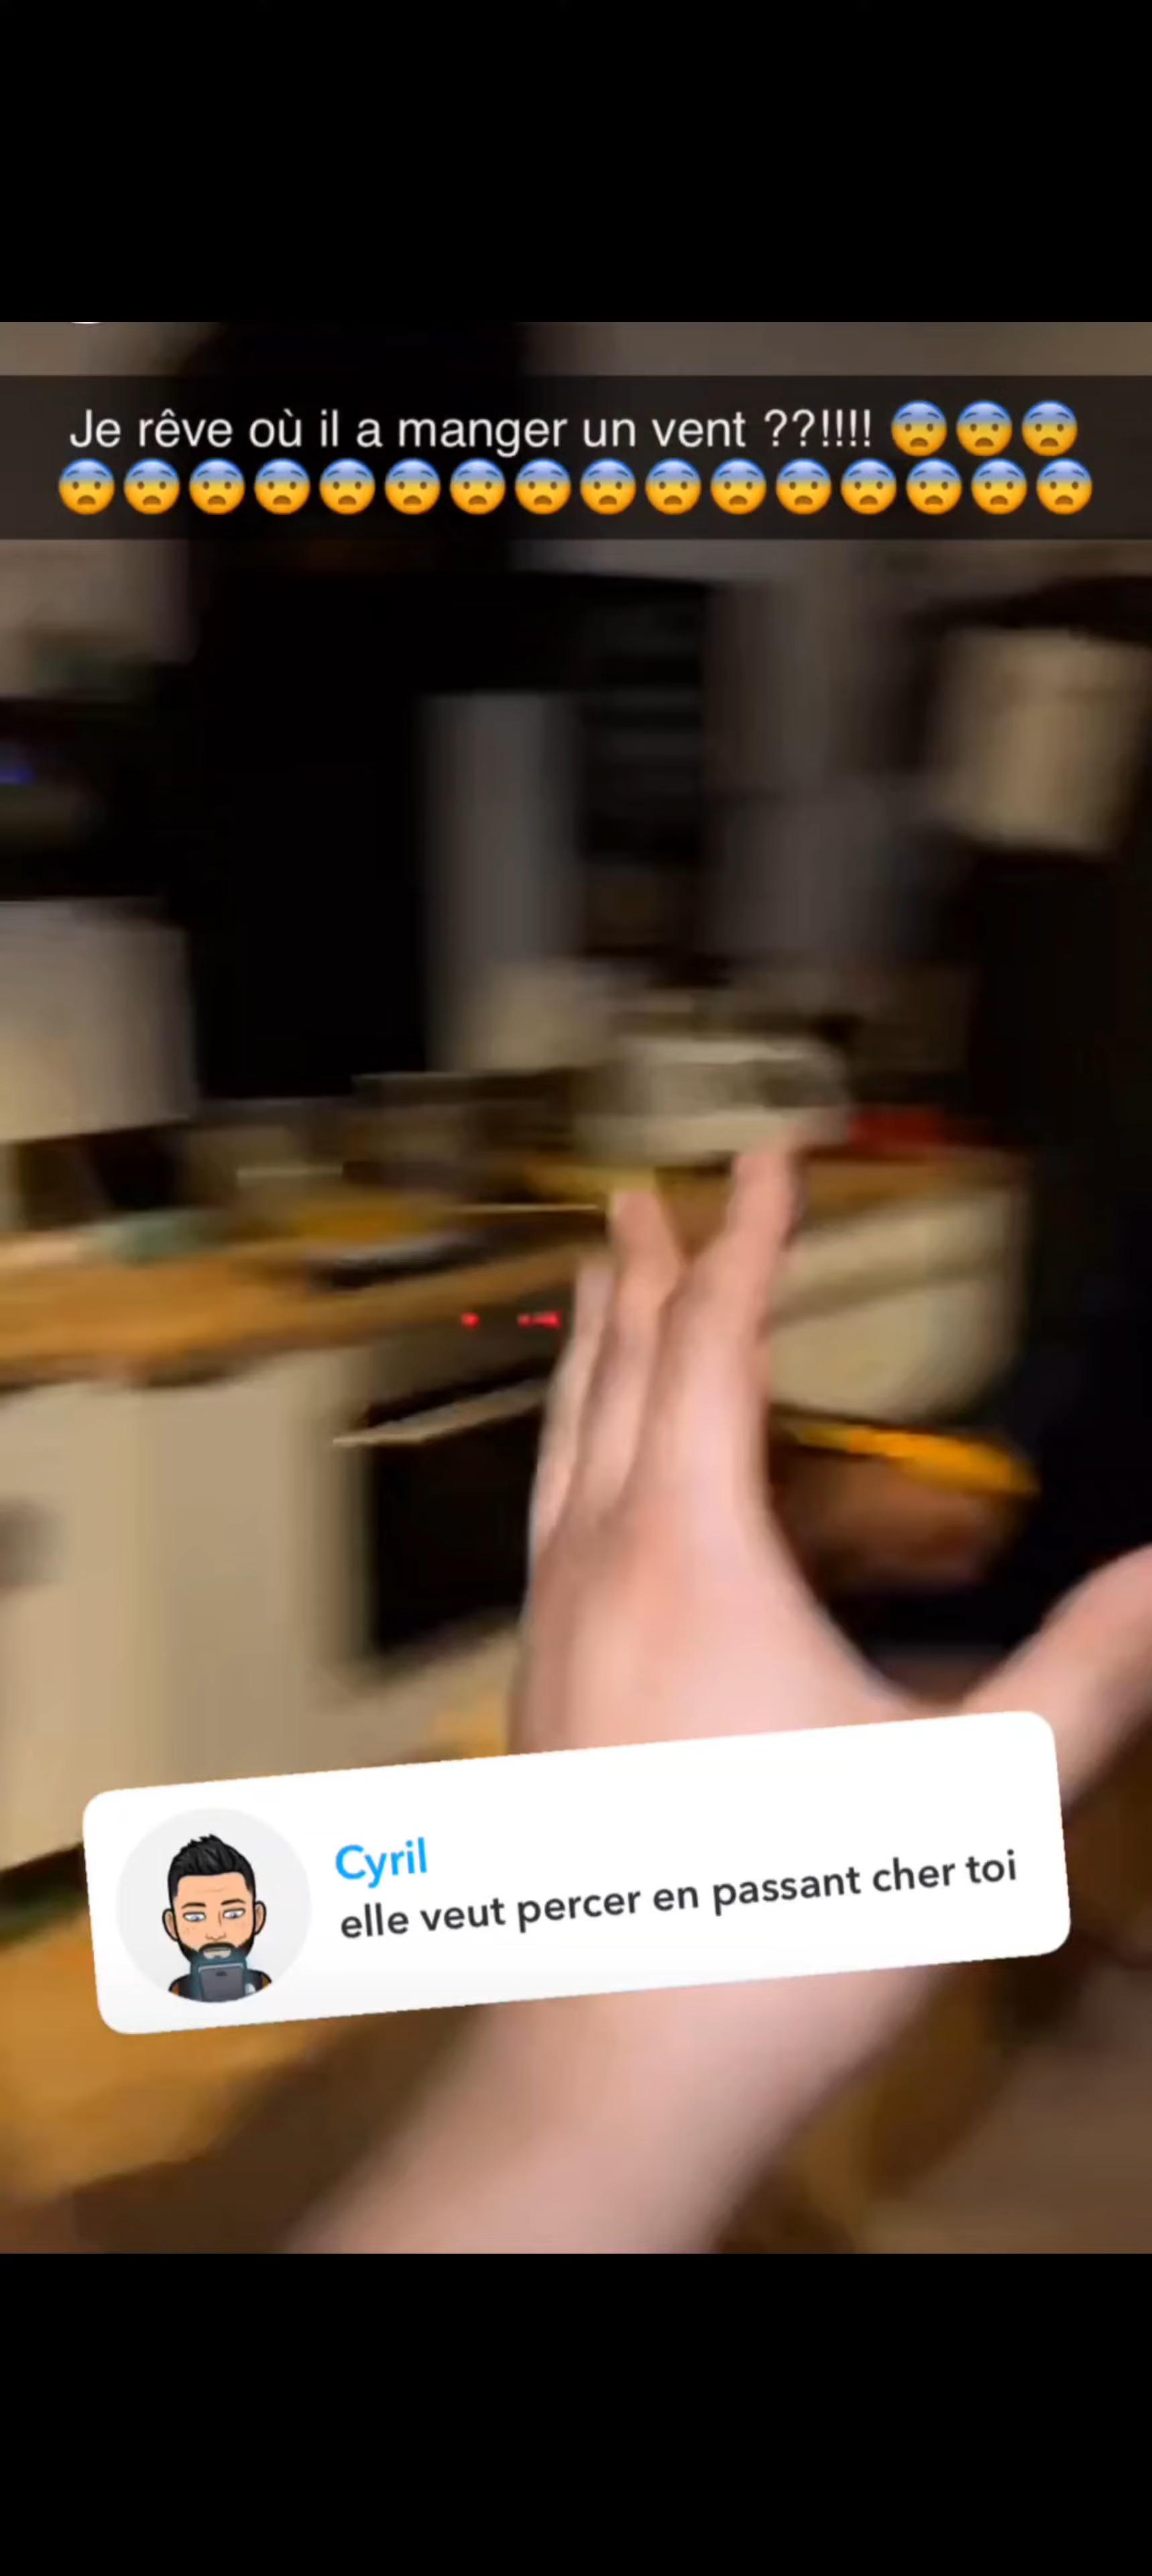 Je rêve où il a manger un vent ??!!!! 😨😨😨
😨😨😨😨😨😨😨😨😨😨😨😨😨😨😨😨
Cyril
elle veut percer en passant cher toi